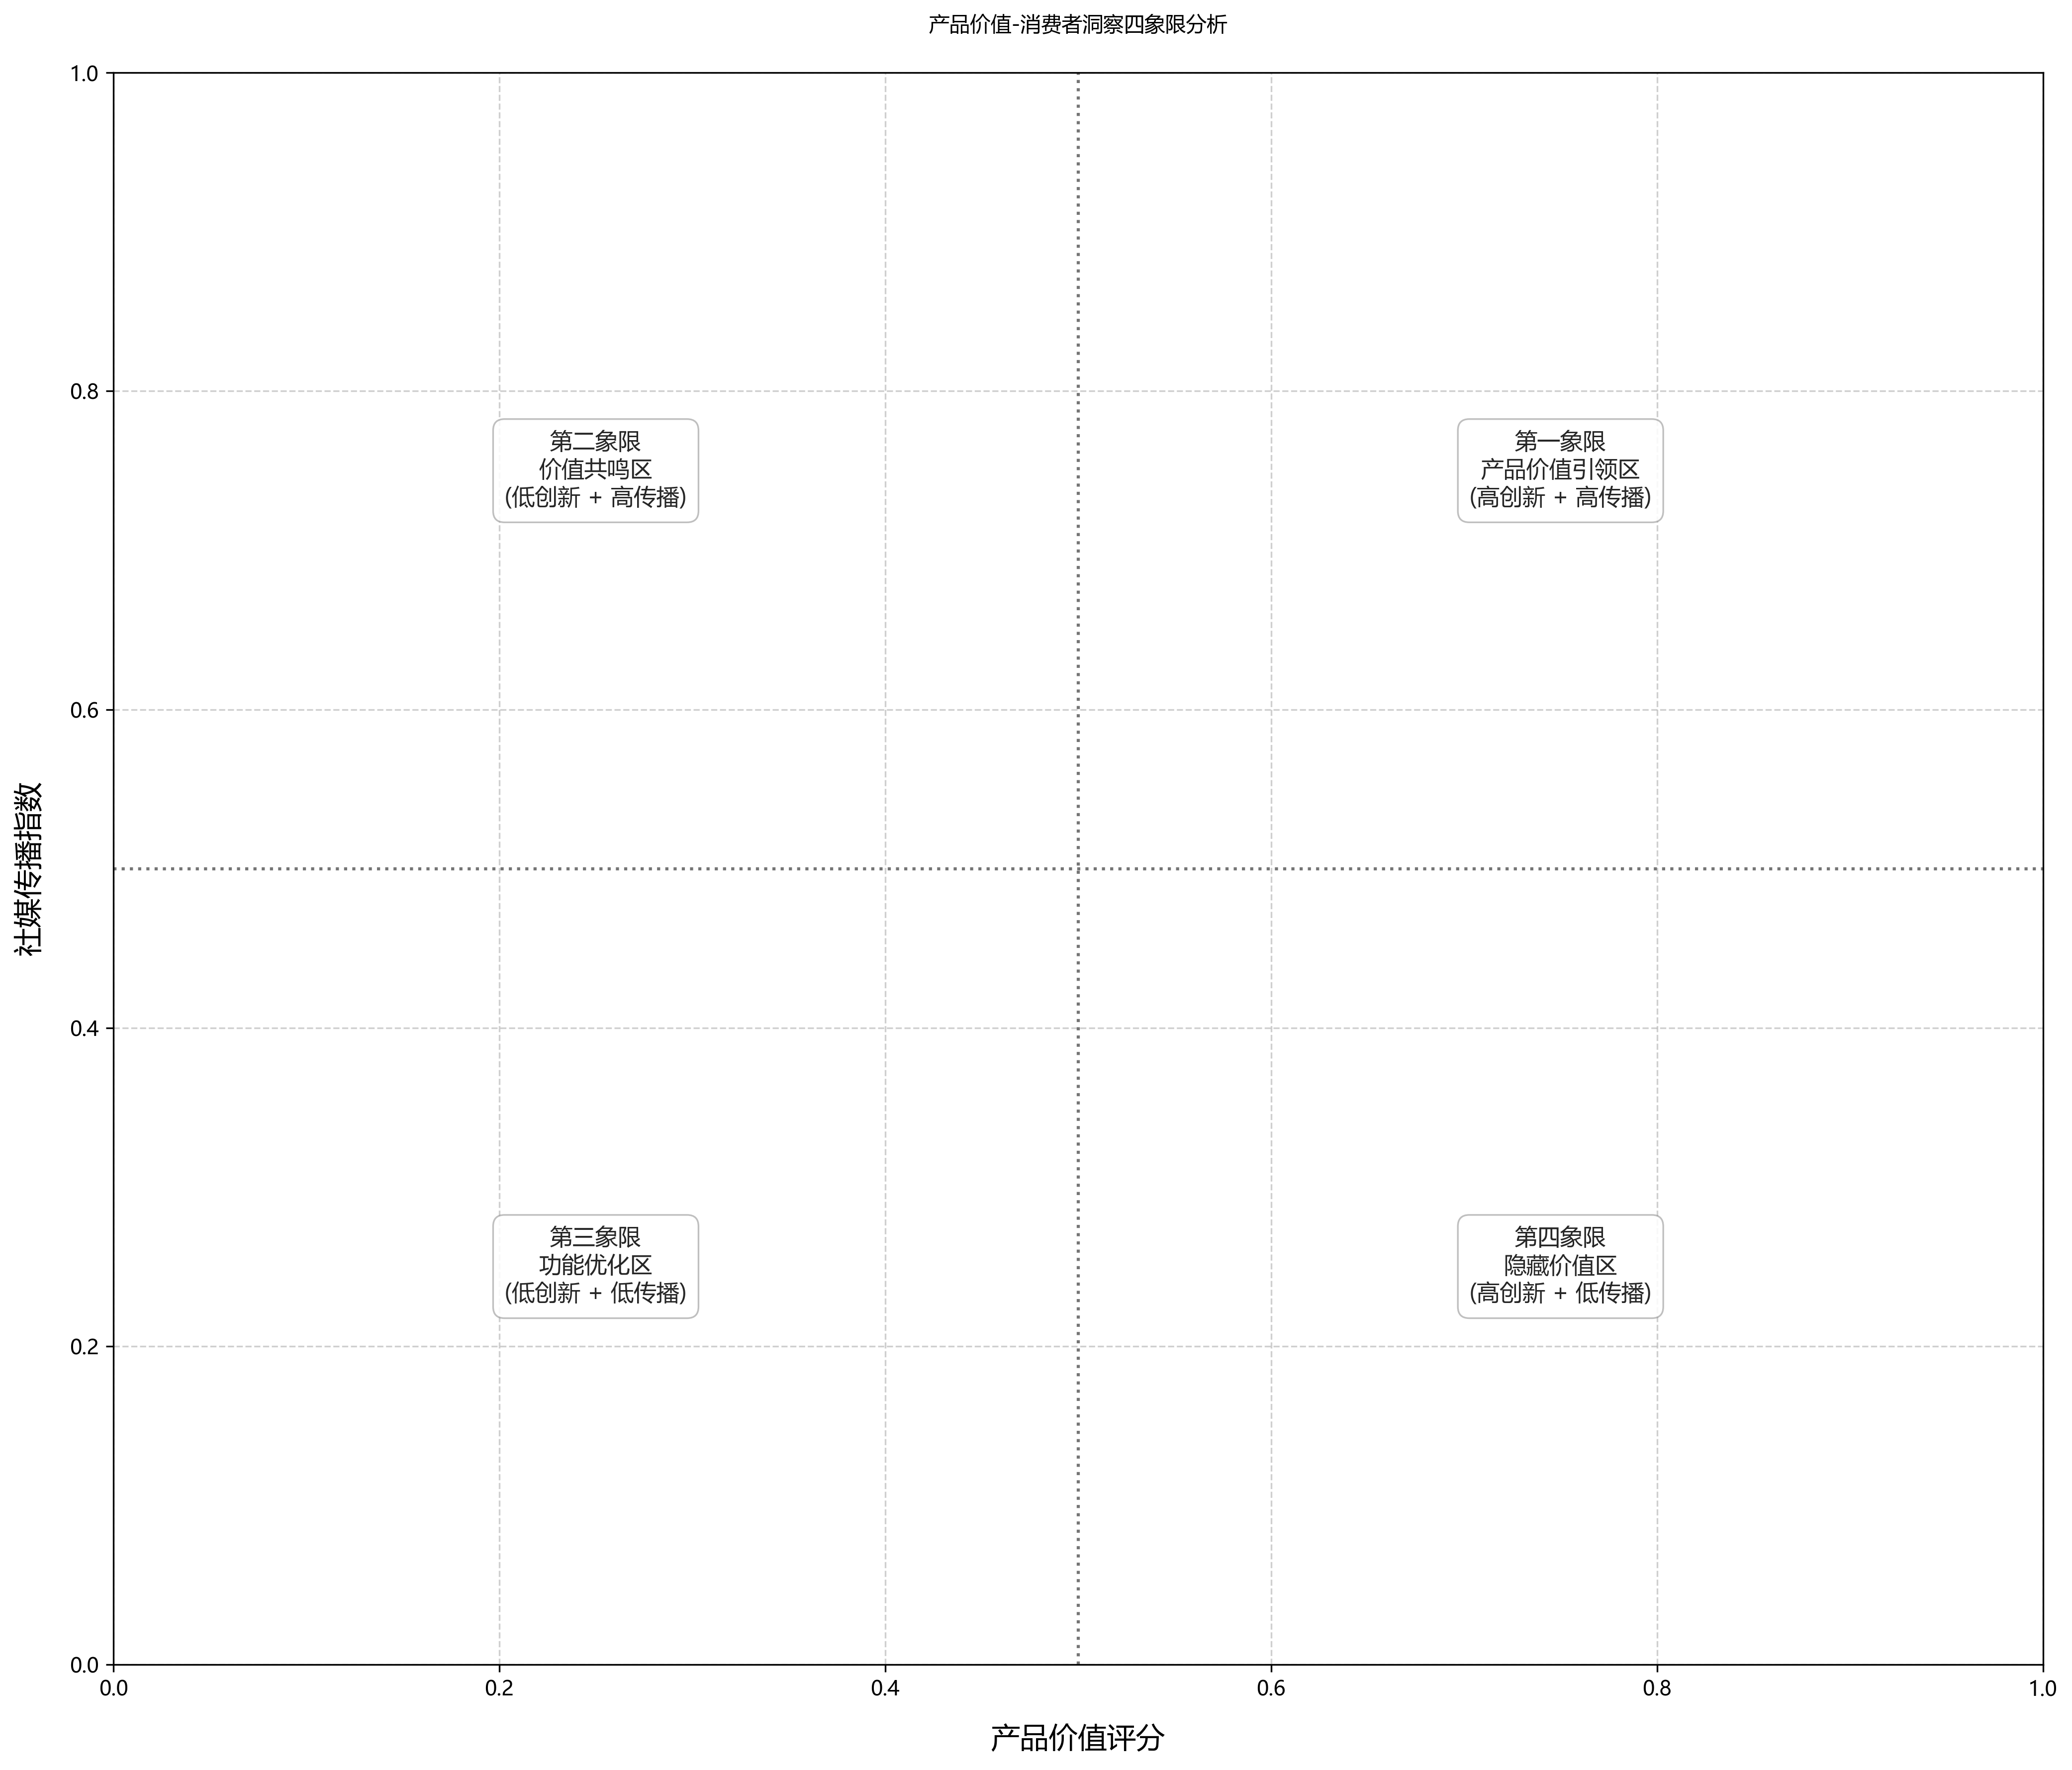 产品价值-消费者洞察四象限分析
1.0
0.8
第二象限
价值共鸣区
(低创新 + 高传播)
第一象限
产品价值引领区
(高创新 + 高传播)
0.6
社媒传播指数
0.4
第三象限
功能优化区
(低创新 + 低传播)
第四象限
隐藏价值区
(高创新 + 低传播)
0.2
0.0
0.0
0.2
0.4
0.6
0.8
1.0
产品价值评分